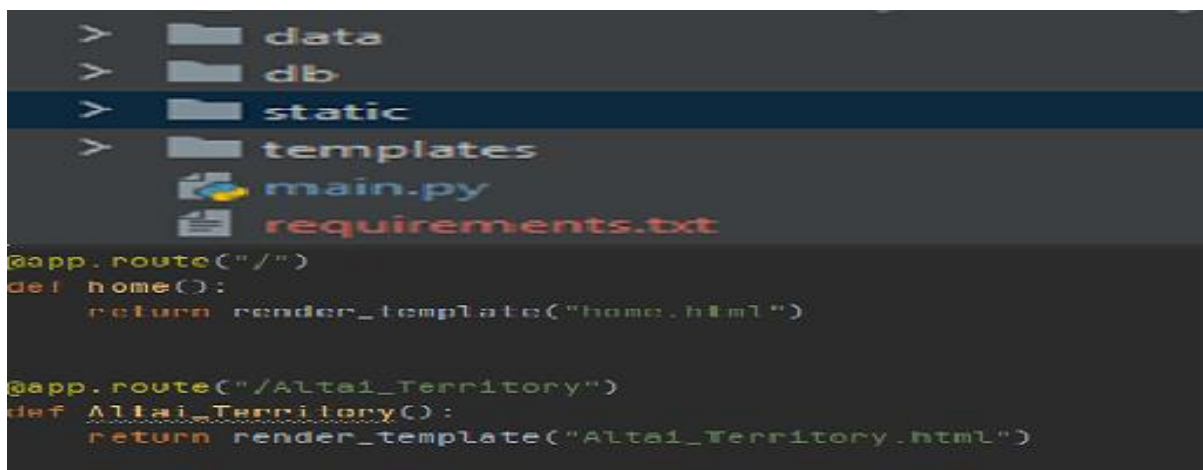 data
db
static
templates
main.py
requirements.txt
@app.route("/")
def home():
return render_template("home.html")
@app.route("/Altai_Territory")
def Altai_Territory():
return render_template("Altai_Territory.html")